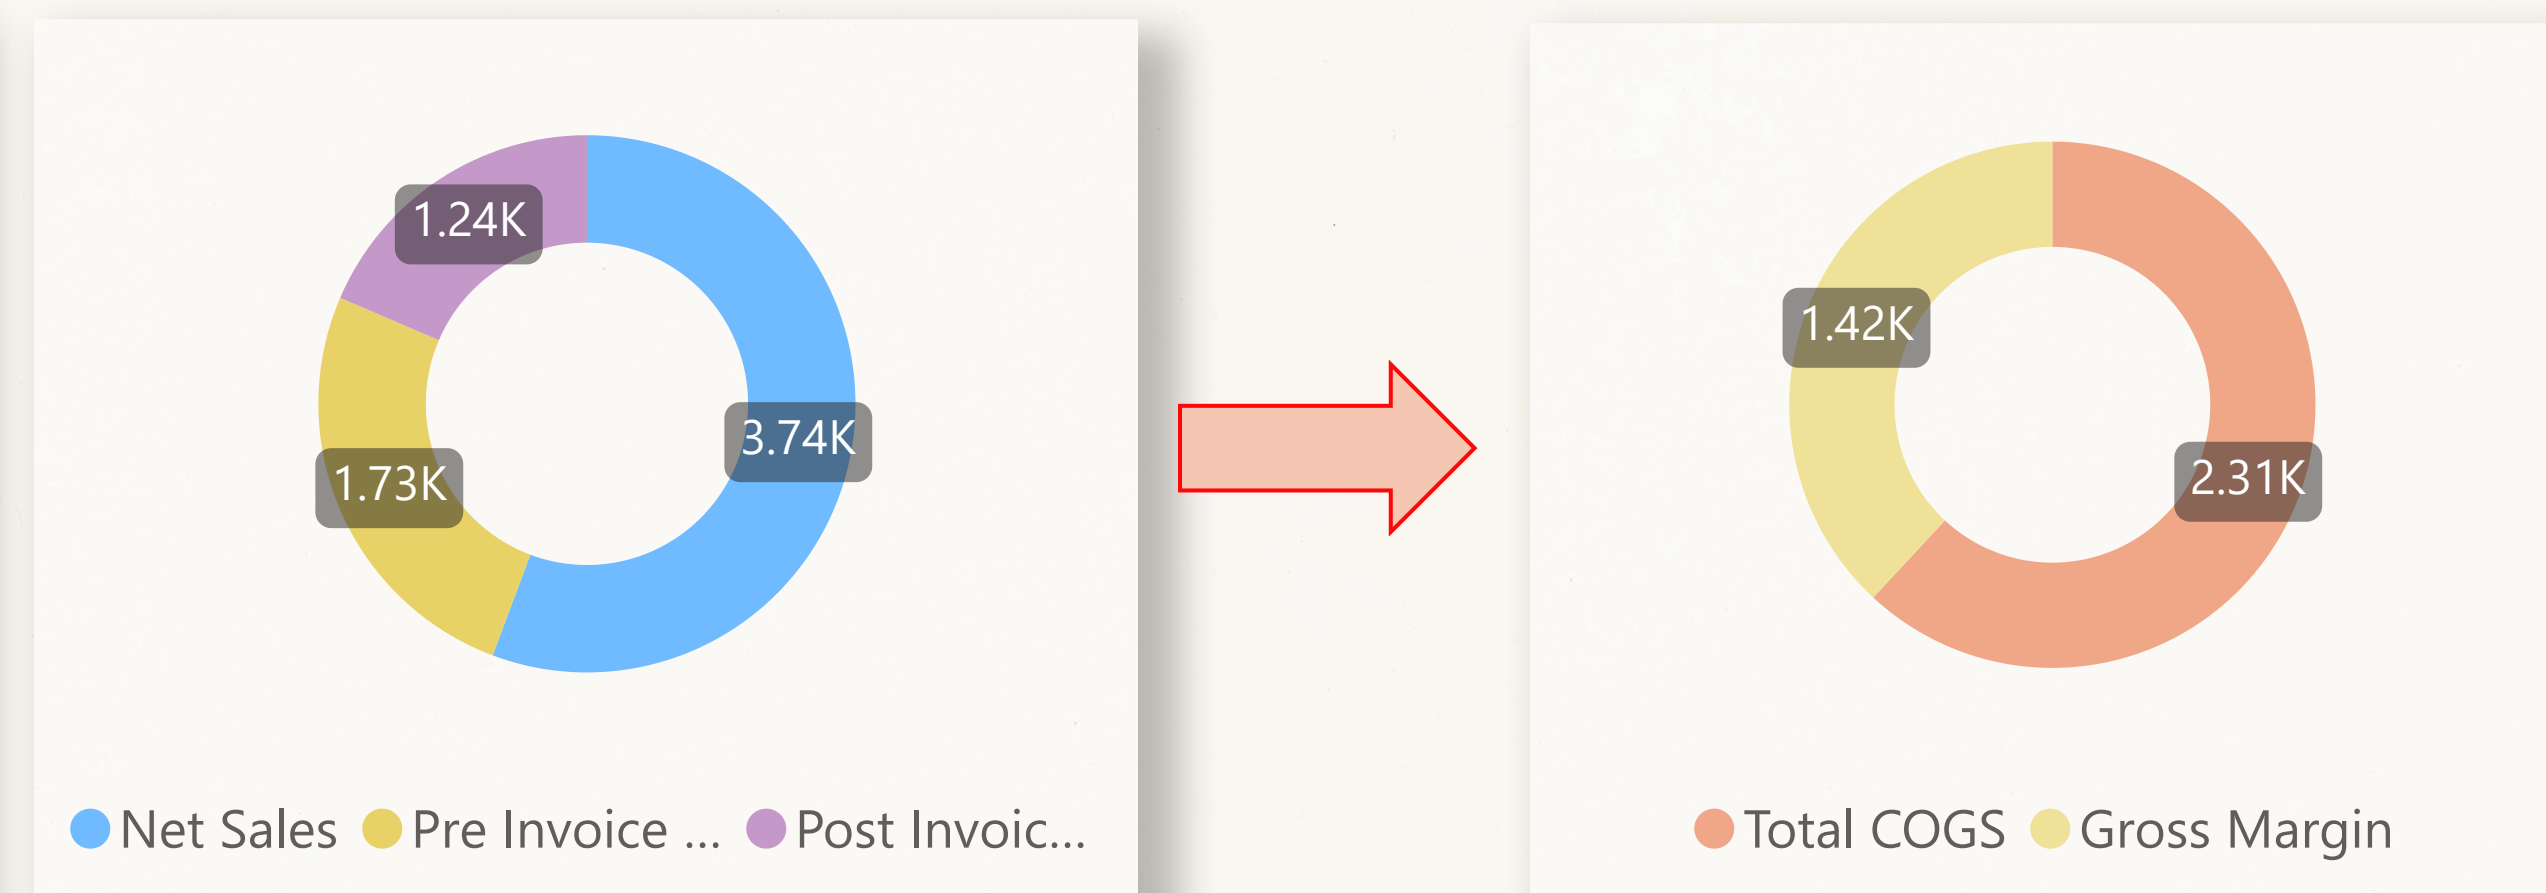 1.24K
3.74K
1.73K
Net Sales Pre Invoice ... Post Invoic...
1.42K
2.31K
Total COGS Gross Margin